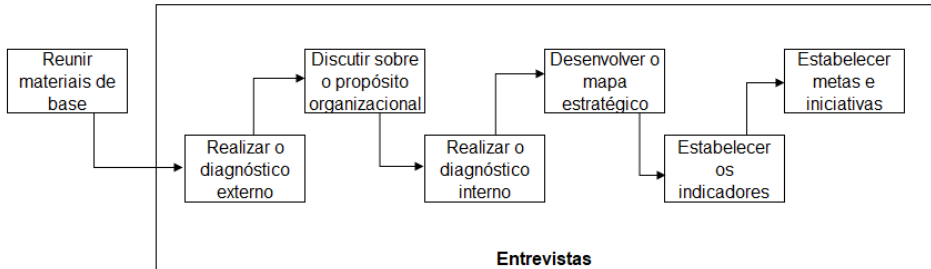 Reunir
materiais de
base
Realizar o
diagnóstico
externo
Discutir sobre
o propósito
organizacional
Realizar o
diagnóstico
interno
Desenvolver o
mapa
estratégico
Estabelecer
os
indicadores
Estabelecer
metas e
iniciativas
Entrevistas